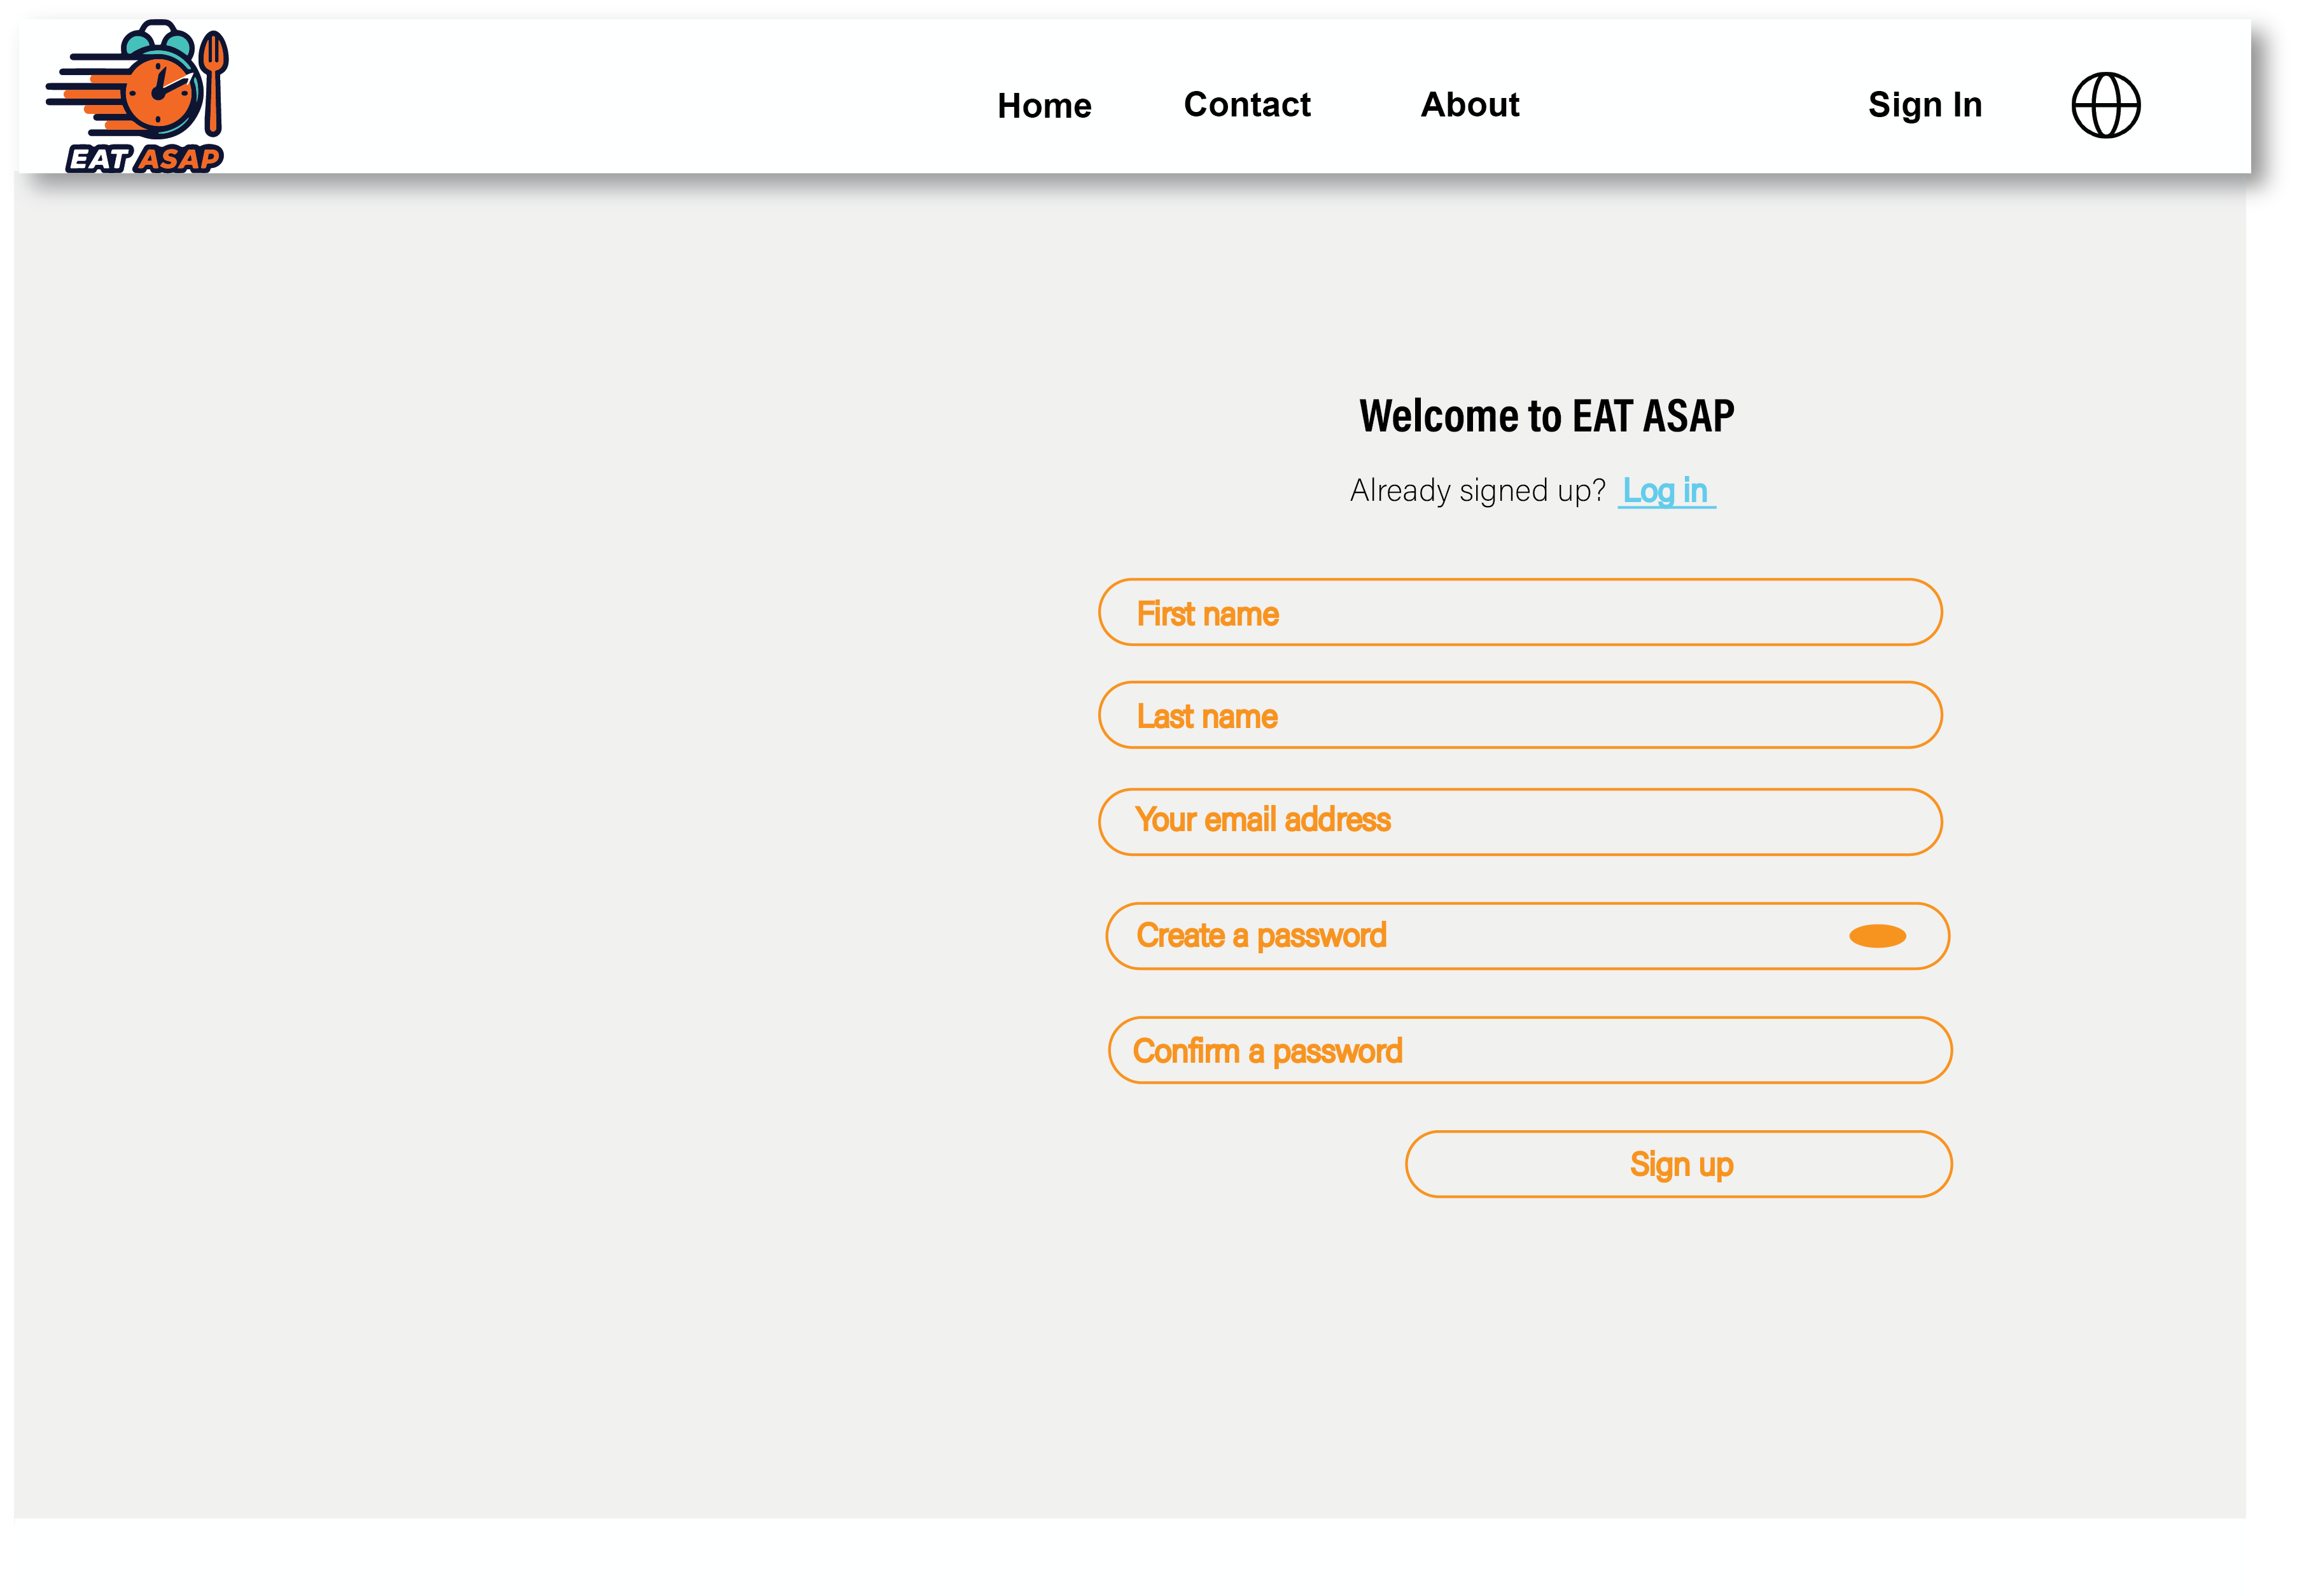 EAT ASAP
Home Contact About Sign In
Welcome to EAT ASAP
Already signed up? Log in
First name
Last name
Your email address
Create a password
Confirm a password
Sign up